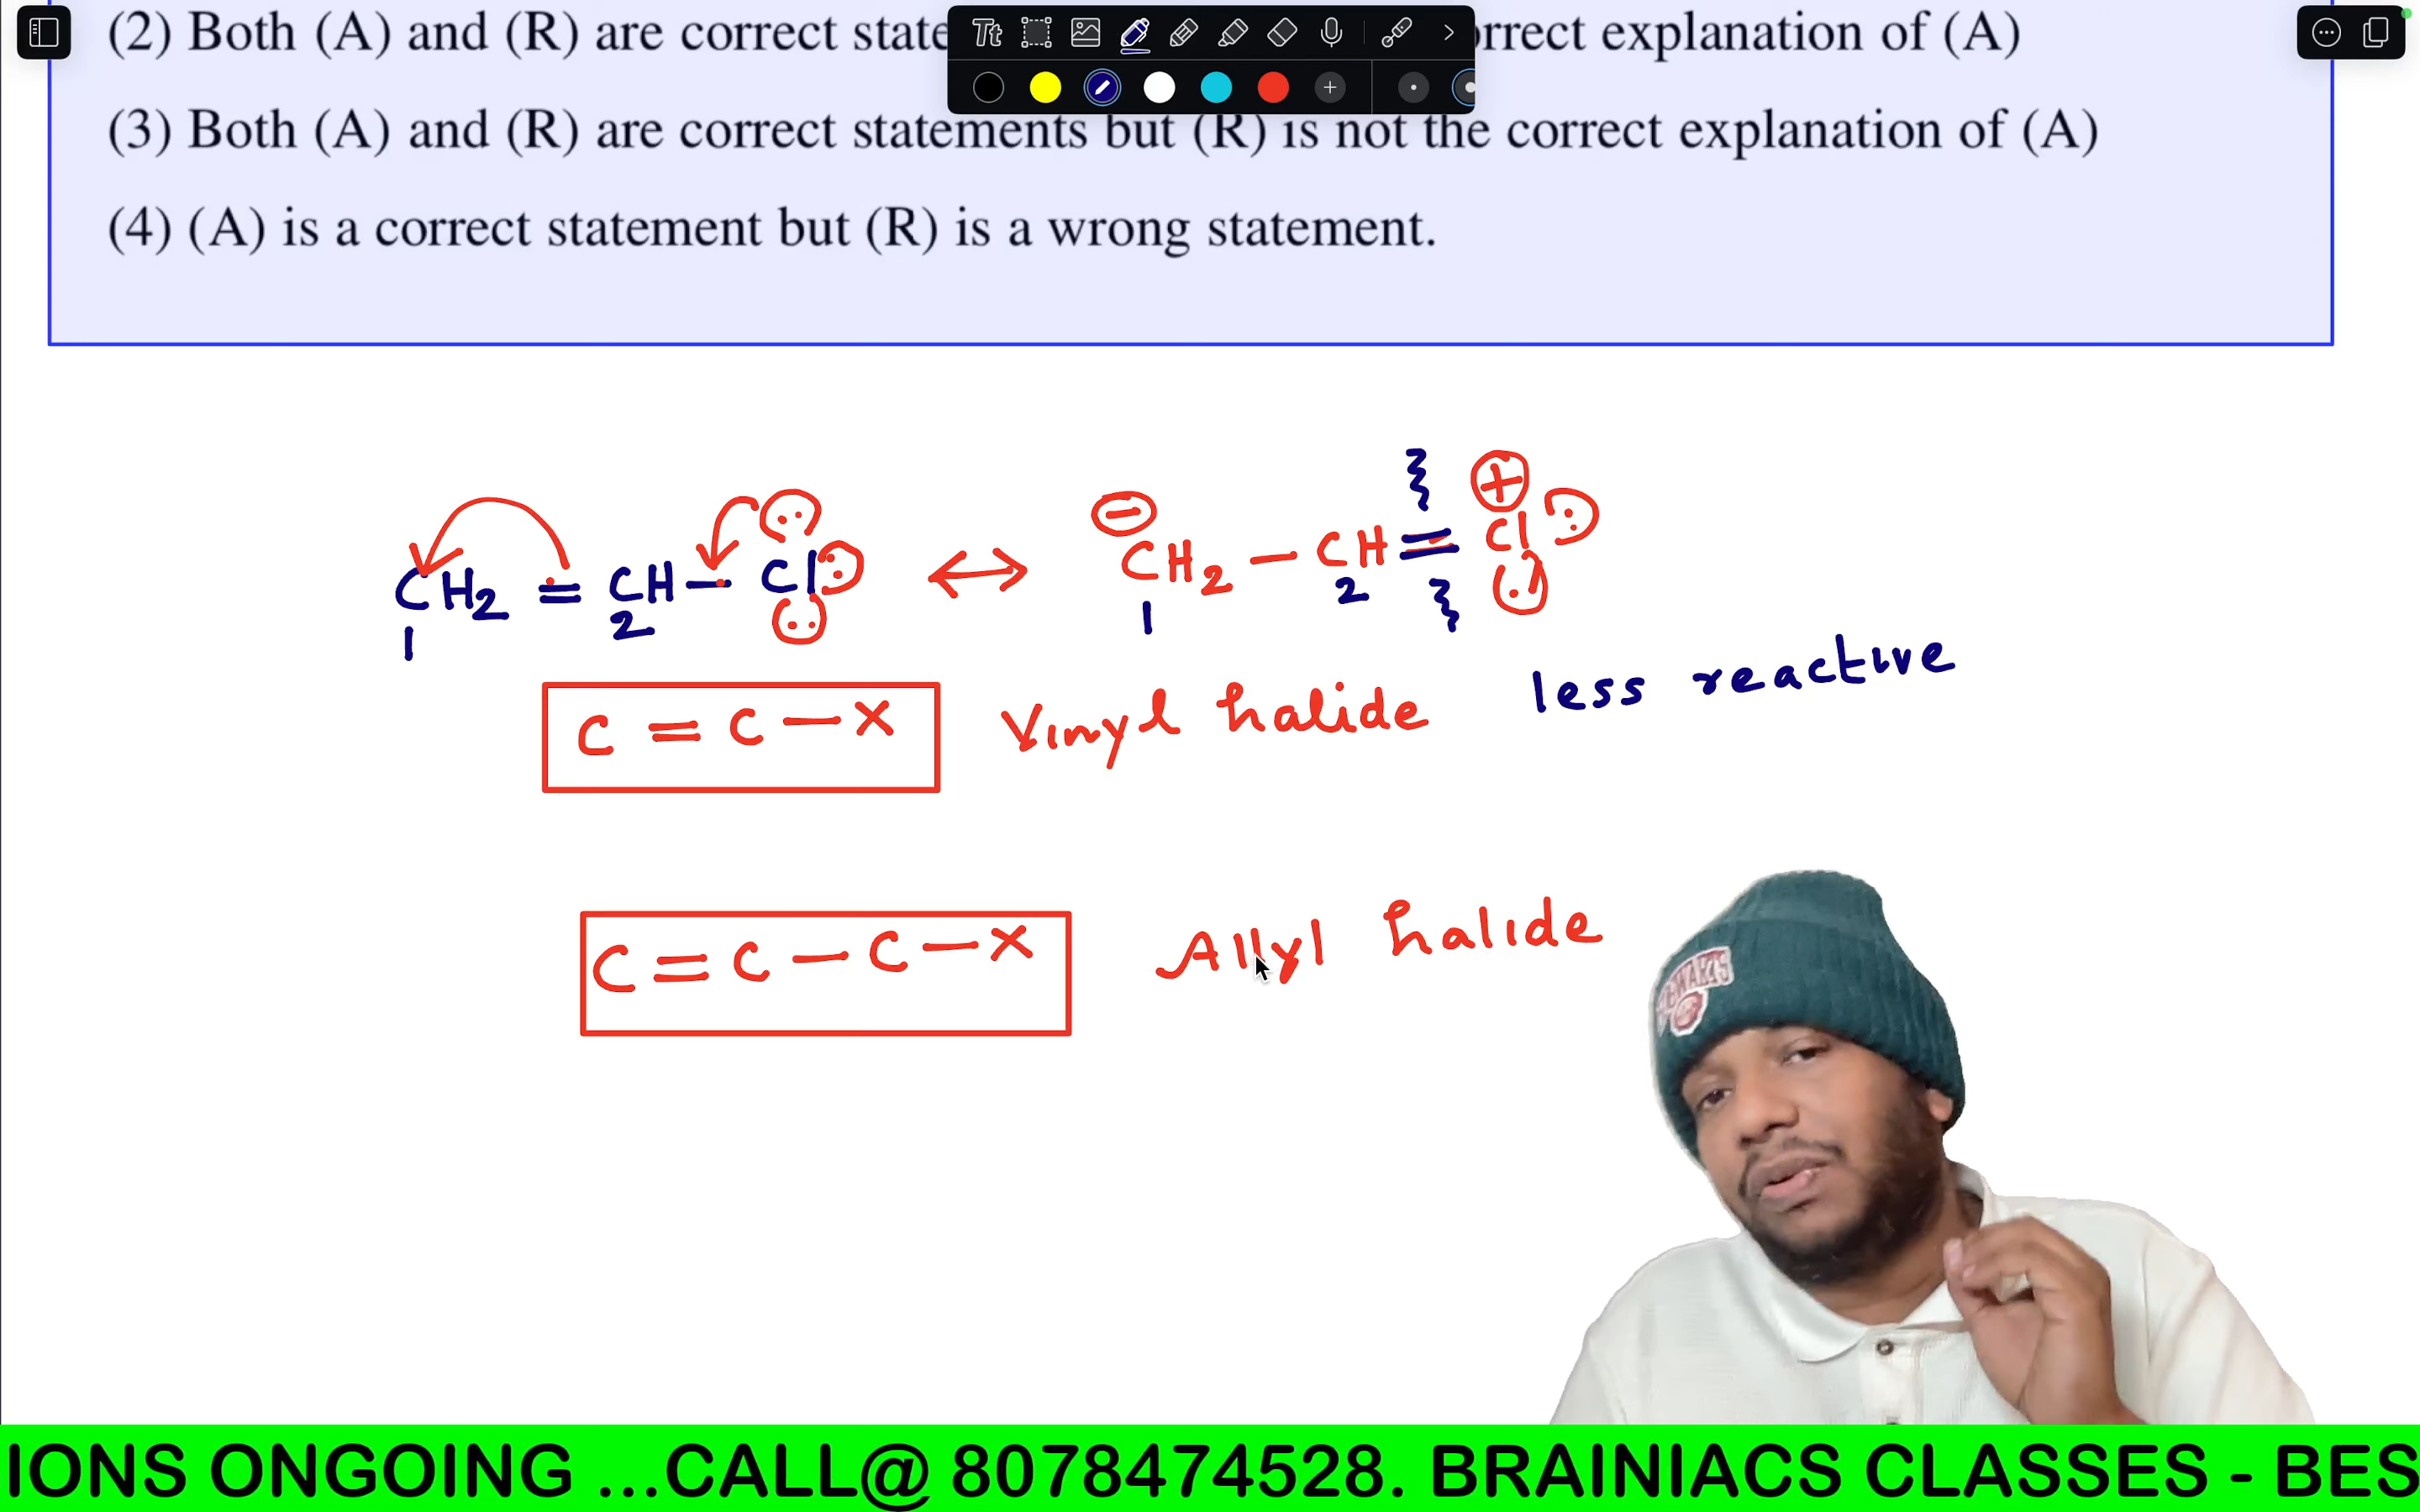 (2) Both (A) and (R) are correct state orrect explanation of (A)
Tt
(3) Both (A) and (R) are correct statements but (R) is not the correct explanation of (A)
(4) (A) is a correct statement but (R) is a wrong statement.
CH2 = CH - Cl ↔ CH2 - CH = Cl
⊖ ⊕
1 2 1 2
less reactive
C = C - X Vinyl halide
C = C - C - X Allyl halide
IONS ONGOING ...CALL@ 8078474528. BRAINIACS CLASSES - BES